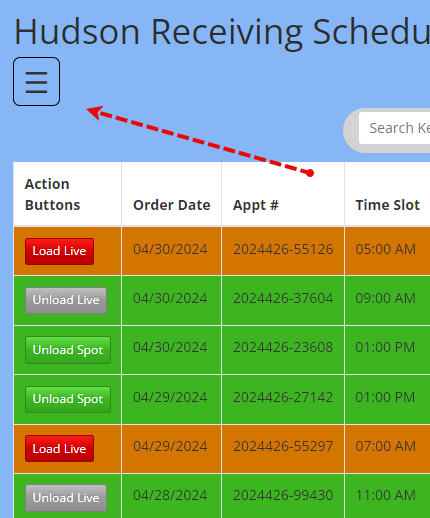 Hudson Receiving Schedu
Search Ke
Action
Buttons Order Date Appt # Time Slot
Load Live 04/30/2024 2024426-55126 05:00 AM
Unload Live 04/30/2024 2024426-37604 09:00 AM
Unload Spot 04/30/2024 2024426-23608 01:00 PM
Unload Spot 04/29/2024 2024426-27142 01:00 PM
Load Live 04/29/2024 2024426-55297 07:00 AM
Unload Live 04/28/2024 2024426-99430 11:00 AM